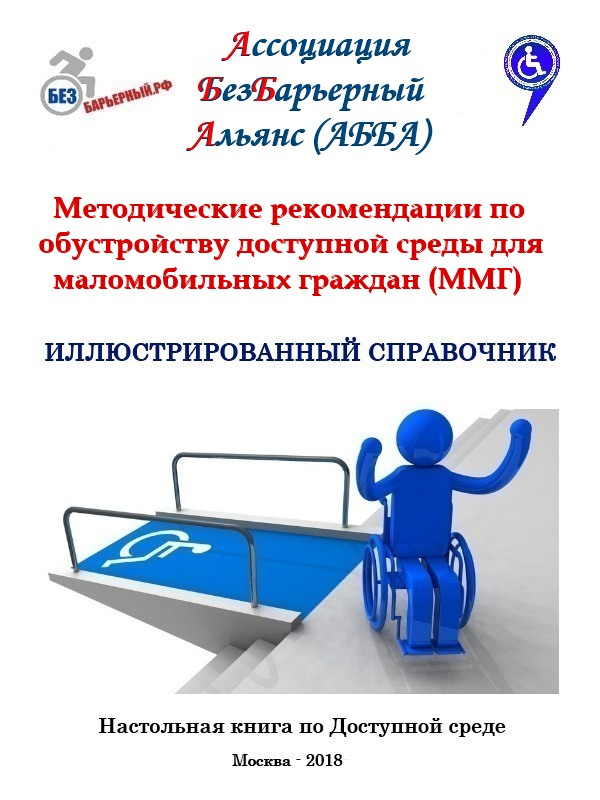 Ассоциация
БезБарьерный
Альянс (АББА)
БЕЗ
БАРЬЕРНЫЙ.РФ
Методические рекомендации по
обустройству доступной среды для
маломобильных граждан (ММГ)
ИЛЛЮСТРИРОВАННЫЙ СПРАВОЧНИК
Настольная книга по Доступной среде
Москва - 2018